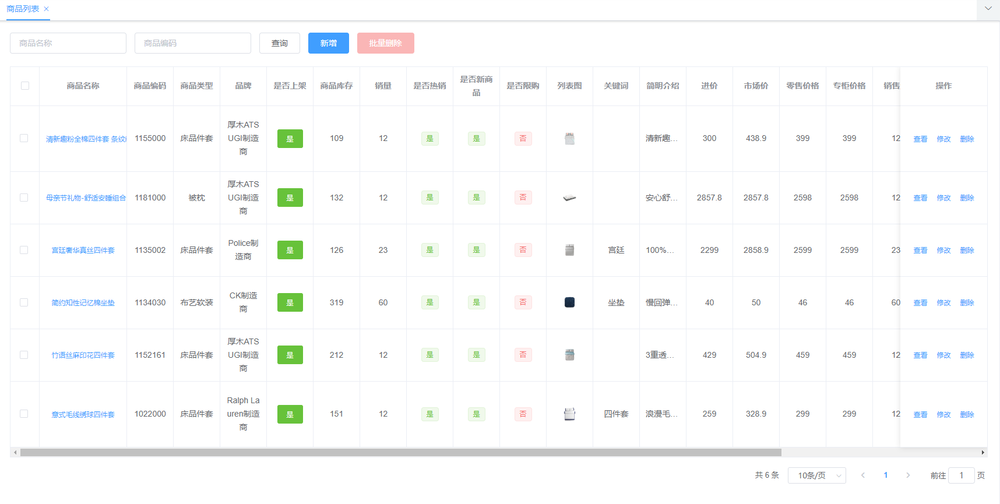 商品列表 ×
商品名称 商品编码 查询 新增 批量删除
商品名称 商品编码 商品类型 品牌 是否上架 商品库存 销量 是否热销 是否新商品 是否限购 列表图 关键词 简明介绍 进价 市场价 零售价格 专柜价格 销售 操作
清新趣粉全棉四件套 条纹 1155000 床品件套 厚木ATSUGI制造商 是 109 12 是 是 否 清新趣... 300 438.9 399 399 12 查看 修改 删除
母亲节礼物-舒适安睡组合 1181000 被枕 厚木ATSUGI制造商 是 132 12 是 是 否 安心舒... 2857.8 2857.8 2598 2598 12 查看 修改 删除
宫廷奢华真丝四件套 1135002 床品件套 Police制造商 是 126 23 是 是 否 宫廷 100%... 2299 2858.9 2599 2599 23 查看 修改 删除
简约知性记忆棉坐垫 1134030 布艺软装 CK制造商 是 319 60 是 是 否 坐垫 慢回弹... 40 50 46 46 60 查看 修改 删除
竹语丝麻印花四件套 1152161 床品件套 厚木ATSUGI制造商 是 212 12 是 是 否 3重透... 429 504.9 459 459 12 查看 修改 删除
意式毛线绣球四件套 1022000 床品件套 Ralph Lauren制造商 是 151 12 是 是 否 四件套 浪漫毛... 259 328.9 299 299 12 查看 修改 删除
共 6 条 10条/页 1 前往 1 页